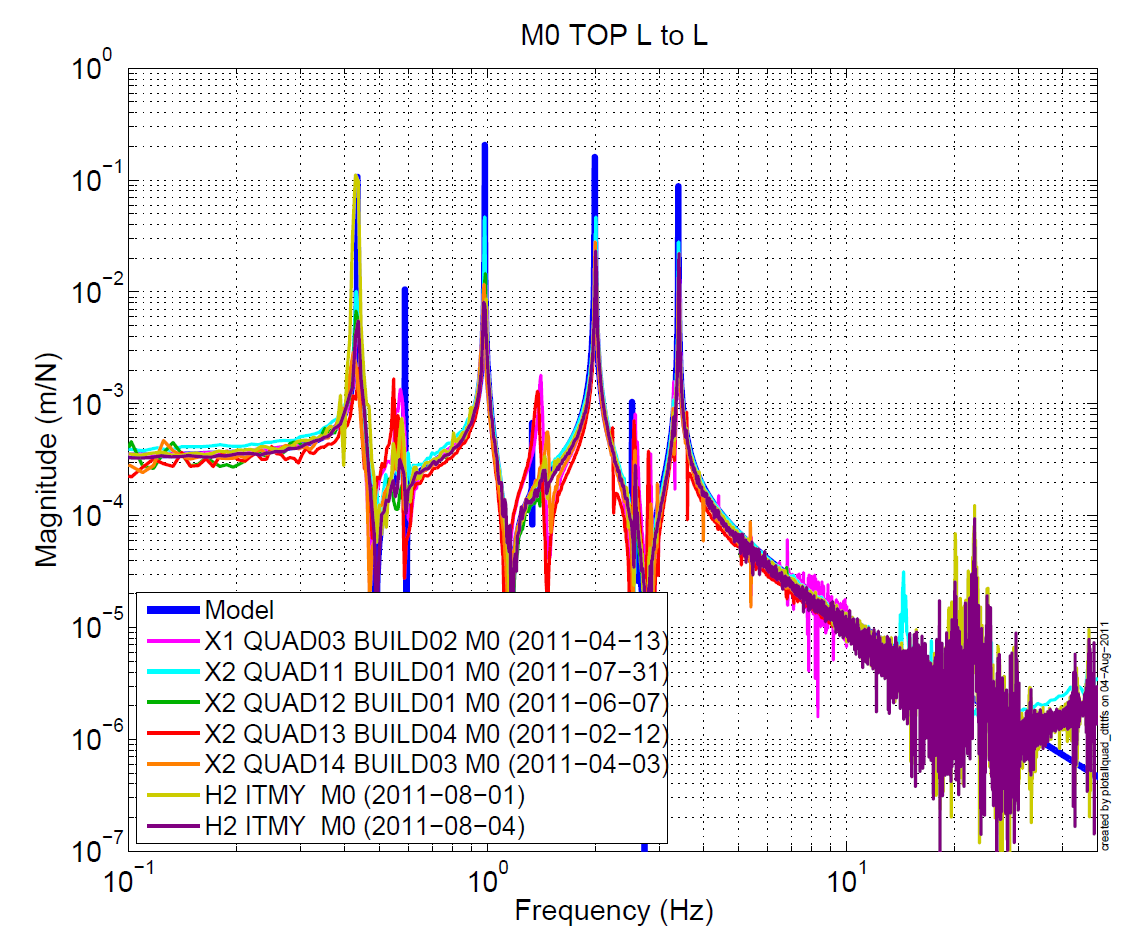 M0 TOP L to L
10^0
10^−1
10^−2
10^−3
10^−4
10^−5
10^−6
10^−7
Magnitude (m/N)
Model
X1 QUAD03 BUILD02 M0 (2011−04−13)
X2 QUAD11 BUILD01 M0 (2011−07−31)
X2 QUAD12 BUILD01 M0 (2011−06−07)
X2 QUAD13 BUILD04 M0 (2011−02−12)
X2 QUAD14 BUILD03 M0 (2011−04−03)
H2 ITMY  M0 (2011−08−01)
H2 ITMY  M0 (2011−08−04)
created by plotallquad_dtttfs on 04−Aug−2011
10^−1
10^0
10^1
Frequency (Hz)